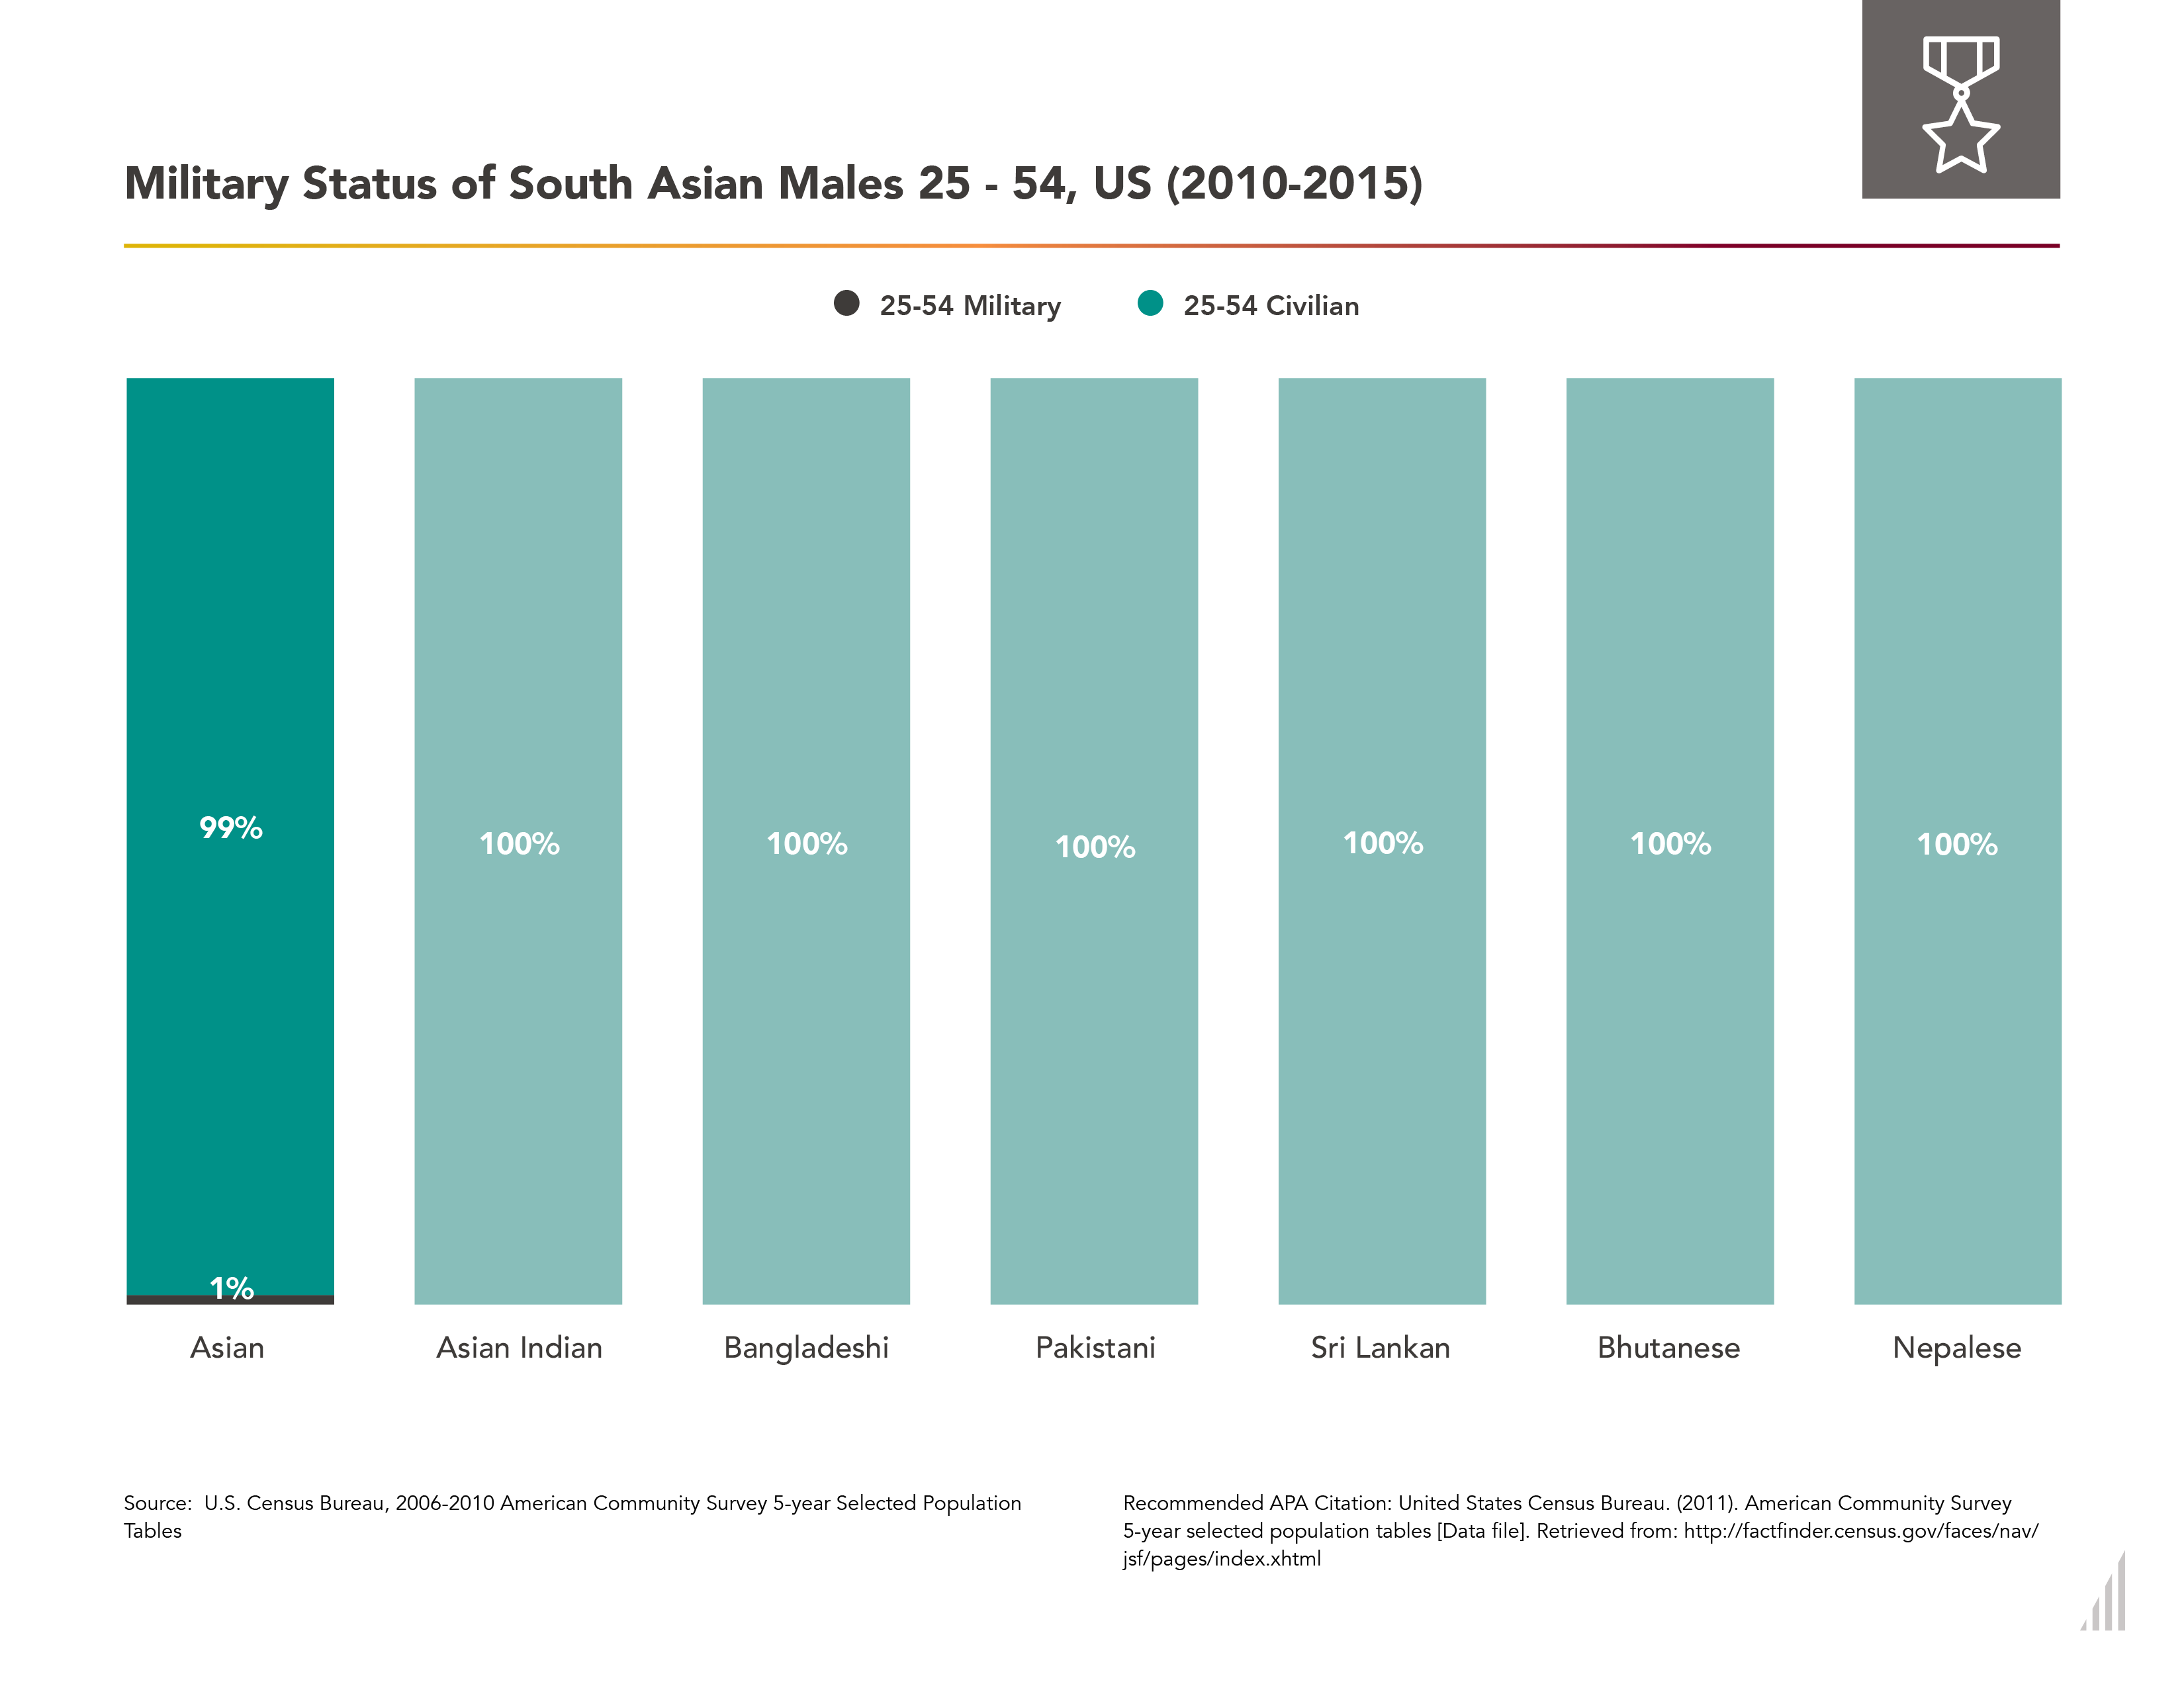 Military Status of South Asian Males 25 - 54, US (2010-2015)
25-54 Military
25-54 Civilian
99%
100%
100%
100%
100%
100%
100%
1%
Asian
Asian Indian
Bangladeshi
Pakistani
Sri Lankan
Bhutanese
Nepalese
Source:  U.S. Census Bureau, 2006-2010 American Community Survey 5-year Selected Population
Tables
Recommended APA Citation: United States Census Bureau. (2011). American Community Survey
5-year selected population tables [Data file]. Retrieved from: http://factfinder.census.gov/faces/nav/
jsf/pages/index.xhtml